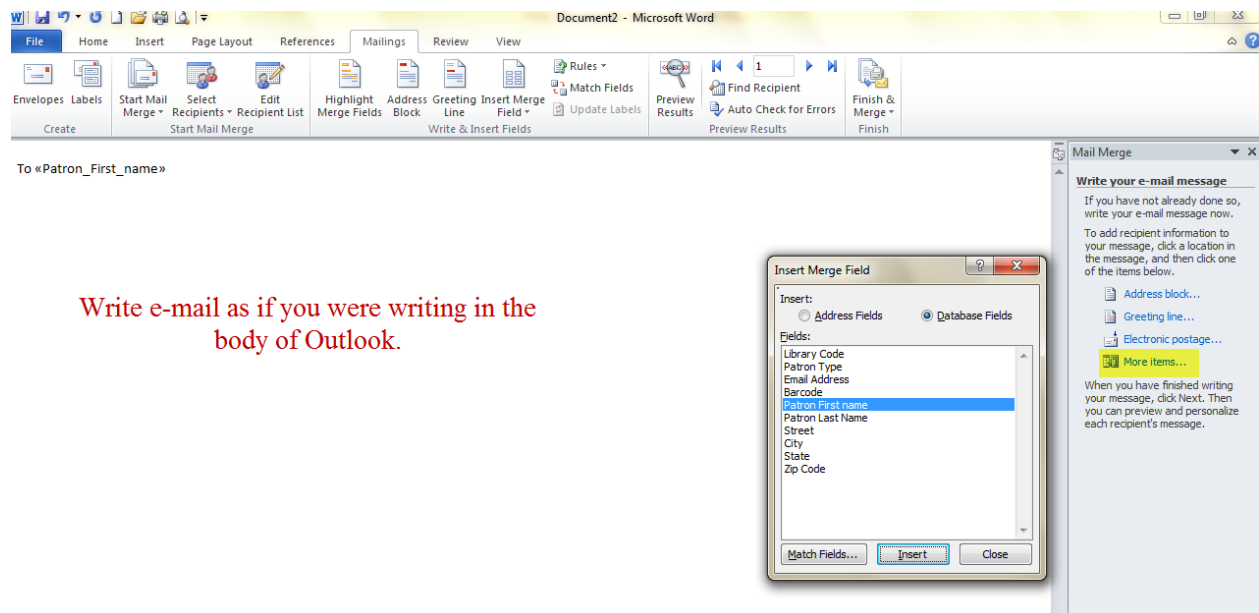 Document2 - Microsoft Word
File Home Insert Page Layout References Mailings Review View
Envelopes Labels
Create
Start Mail Merge
Select Recipients
Edit Recipient List
Start Mail Merge
Highlight Merge Fields
Address Block
Greeting Line
Insert Merge Field
Rules
Match Fields
Update Labels
Write & Insert Fields
ABC
Preview Results
1
Find Recipient
Auto Check for Errors
Preview Results
Finish & Merge
Finish
To «Patron_First_name»
Write e-mail as if you were writing in the
body of Outlook.
Insert Merge Field
Insert:
Address Fields Database Fields
Fields:
Library Code
Patron Type
Email Address
Barcode
Patron First name
Patron Last Name
Street
City
State
Zip Code
Match Fields... Insert Close
Mail Merge
Write your e-mail message
If you have not already done so,
write your e-mail message now.
To add recipient information to
your message, click a location in
the message, and then click one
of the items below.
Address block...
Greeting line...
Electronic postage...
More items...
When you have finished writing
your message, click Next. Then
you can preview and personalize
each recipient's message.